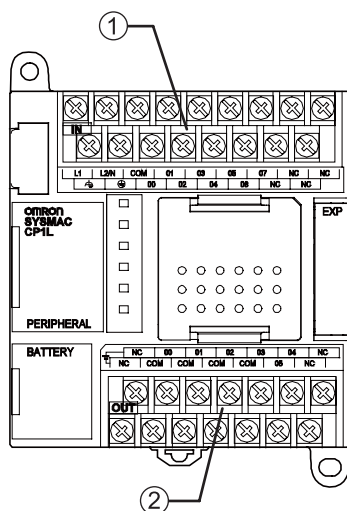 1
IN
L1 L2/N COM 01 03 05 07 NC NC
00 02 04 06 NC NC
OMRON
SYSMAC
CP1L
EXP
PERIPHERAL
BATTERY
NC 00 01 02 03 04 NC
NC COM COM COM COM 05 NC
OUT
2